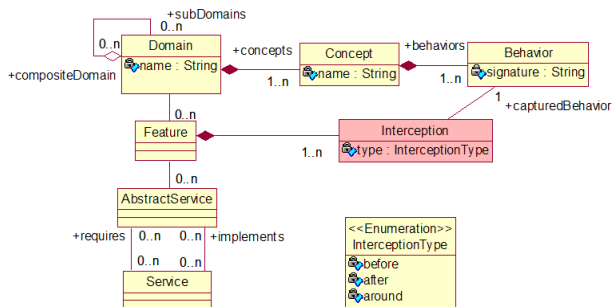 +subDomains
0..n
0..n
Domain
name : String
+compositeDomain
+concepts
1..n
Concept
name : String
+behaviors
1..n
Behavior
signature : String
1
+capturedBehavior
0..n
Feature
1..n
Interception
type : InterceptionType
0..n
AbstractService
+requires
0..n
0..n
+implements
0..n
0..n
Service
<<Enumeration>>
InterceptionType
before
after
around